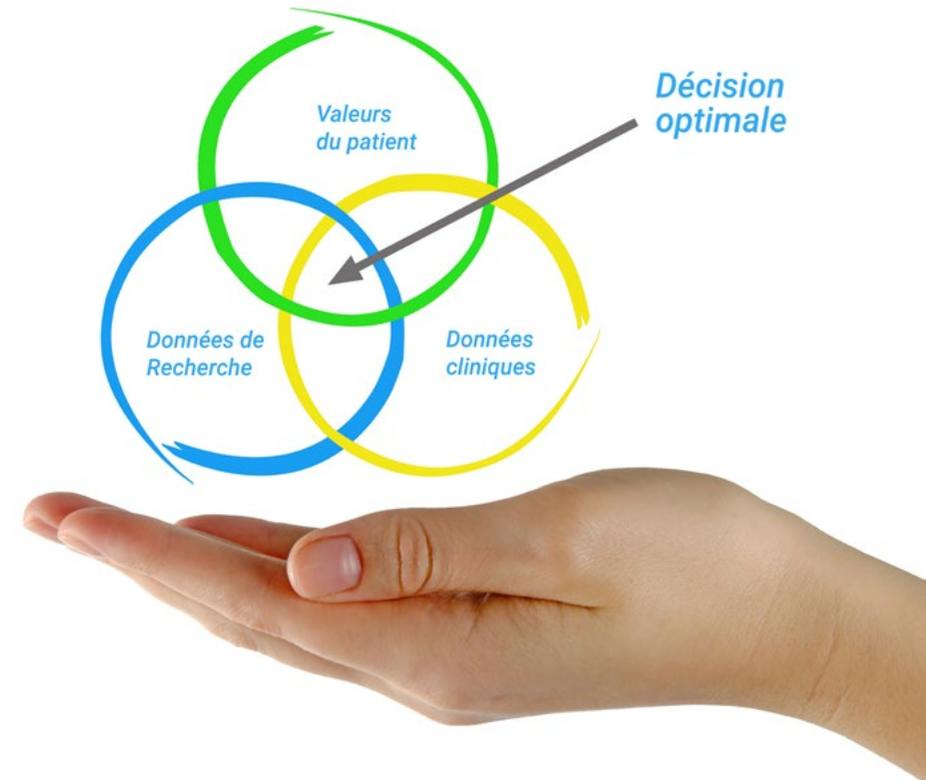 Valeurs
du patient
Décision
optimale
Données de
Recherche
Données
cliniques